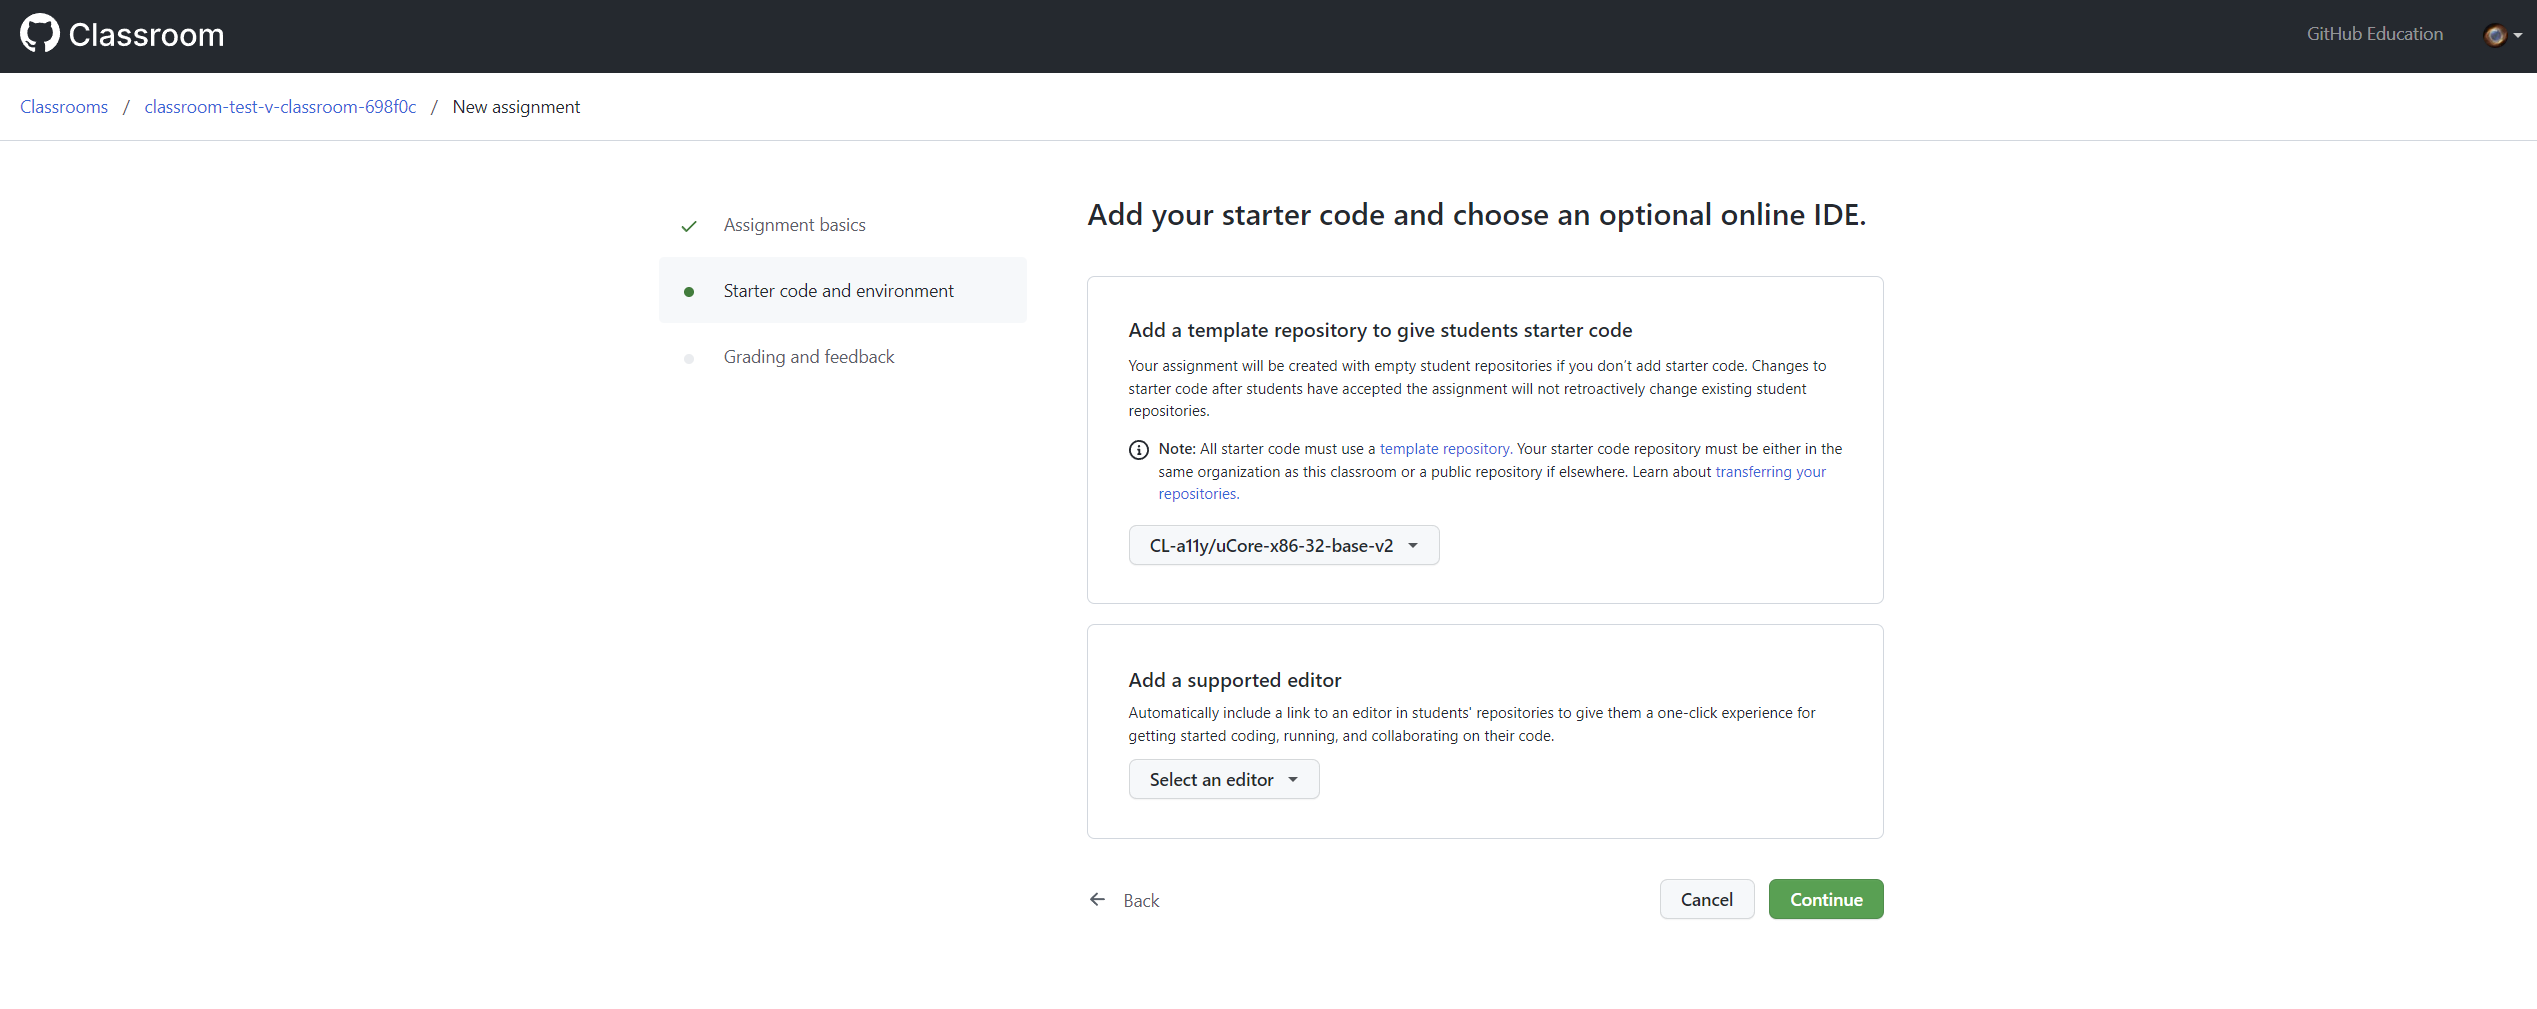 Classroom
GitHub Education
Classrooms / classroom-test-v-classroom-698f0c / New assignment
Assignment basics
Starter code and environment
Grading and feedback
Add your starter code and choose an optional online IDE.
Add a template repository to give students starter code
Your assignment will be created with empty student repositories if you don’t add starter code. Changes to
starter code after students have accepted the assignment will not retroactively change existing student
repositories.
Note: All starter code must use a template repository. Your starter code repository must be either in the
same organization as this classroom or a public repository if elsewhere. Learn about transferring your
repositories.
CL-a11y/uCore-x86-32-base-v2
Add a supported editor
Automatically include a link to an editor in students' repositories to give them a one-click experience for
getting started coding, running, and collaborating on their code.
Select an editor
Back
Cancel
Continue